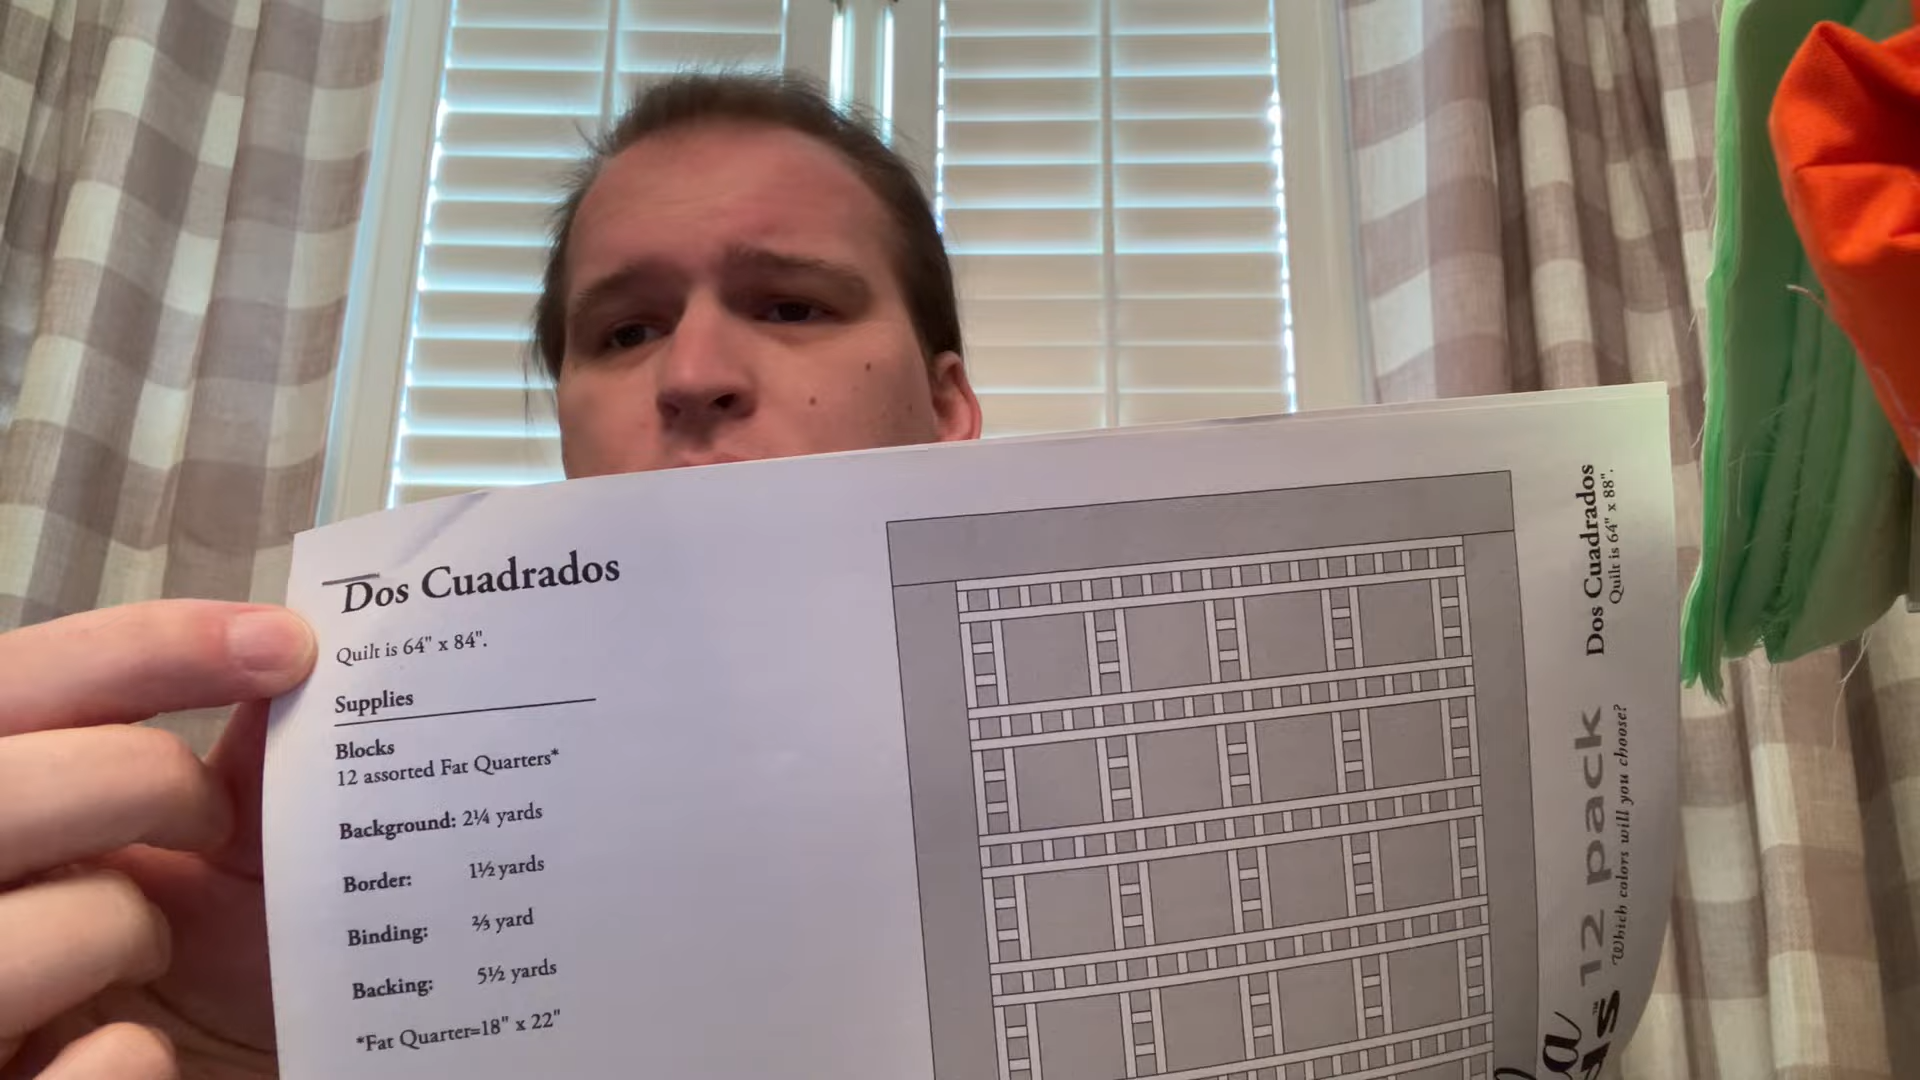 Dos Cuadrados
Quilt is 64" x 84".
Supplies
Blocks
12 assorted Fat Quarters*
Background: 2¼ yards
Border: 1½ yards
Binding: ⅔ yard
Backing: 5½ yards
*Fat Quarter=18" x 22"
Dos Cuadrados
Quilt is 64" x 88".
12 pack
Which colors will you choose?